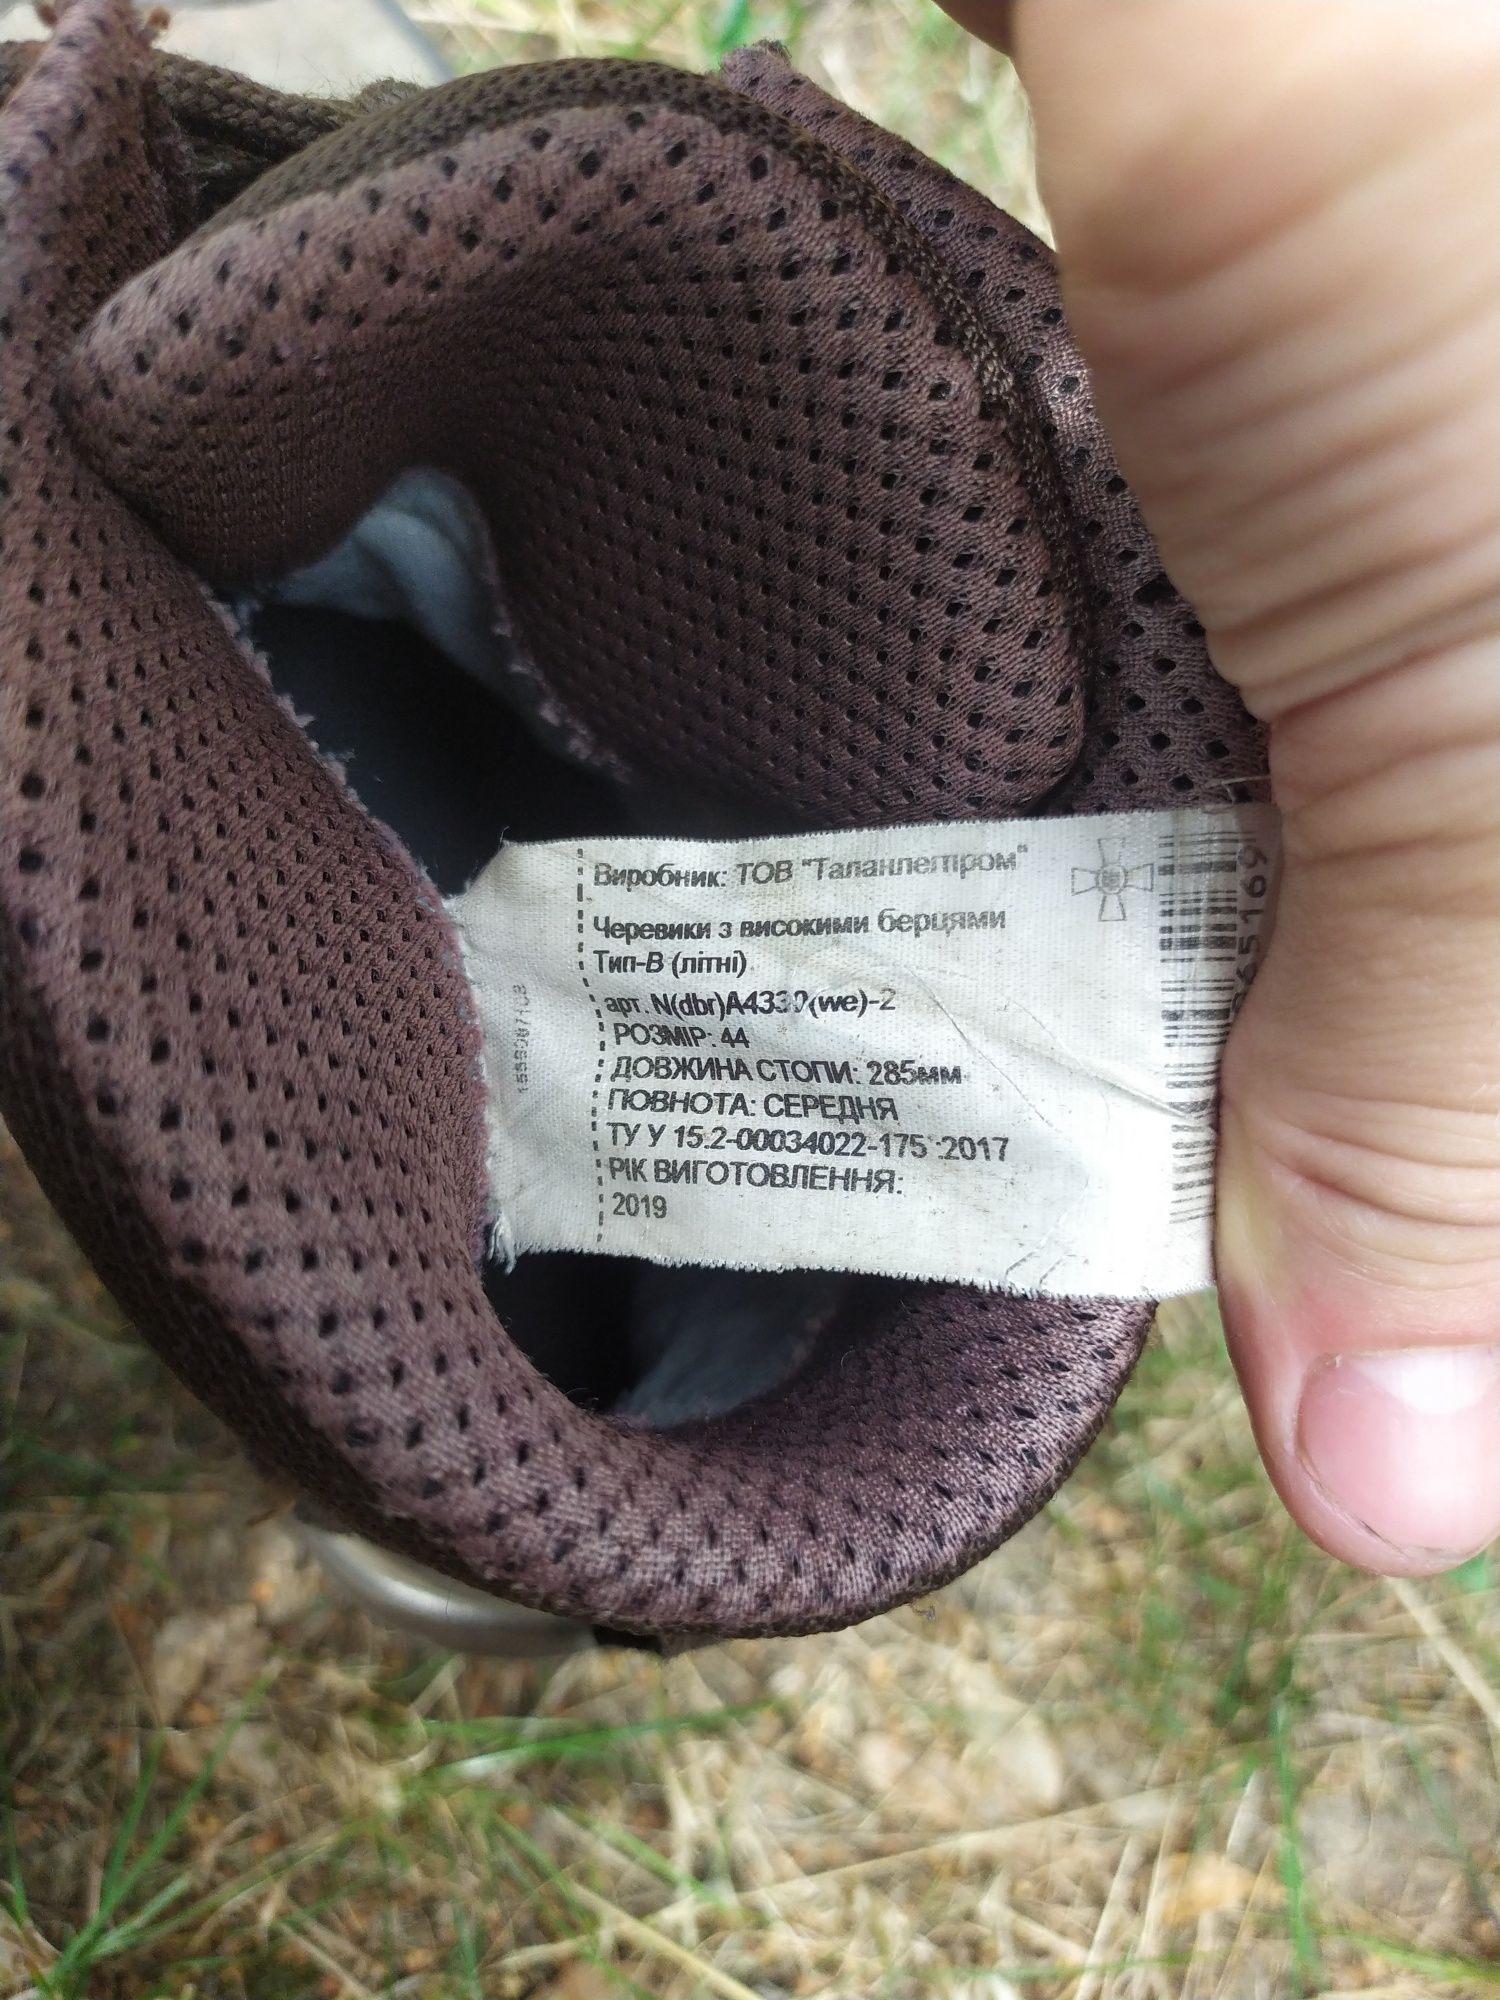 Виробник: ТОВ "Таланлегпром"
Черевики з високими берцями
Тип-В (літні)
арт. N(dbr)A4330(we)-2
РОЗМІР: 44
ДОВЖИНА СТОПИ: 285мм
ПОВНОТА: СЕРЕДНЯ
ТУ У 15.2-00034022-175 :2017
РІК ВИГОТОВЛЕННЯ:
2019